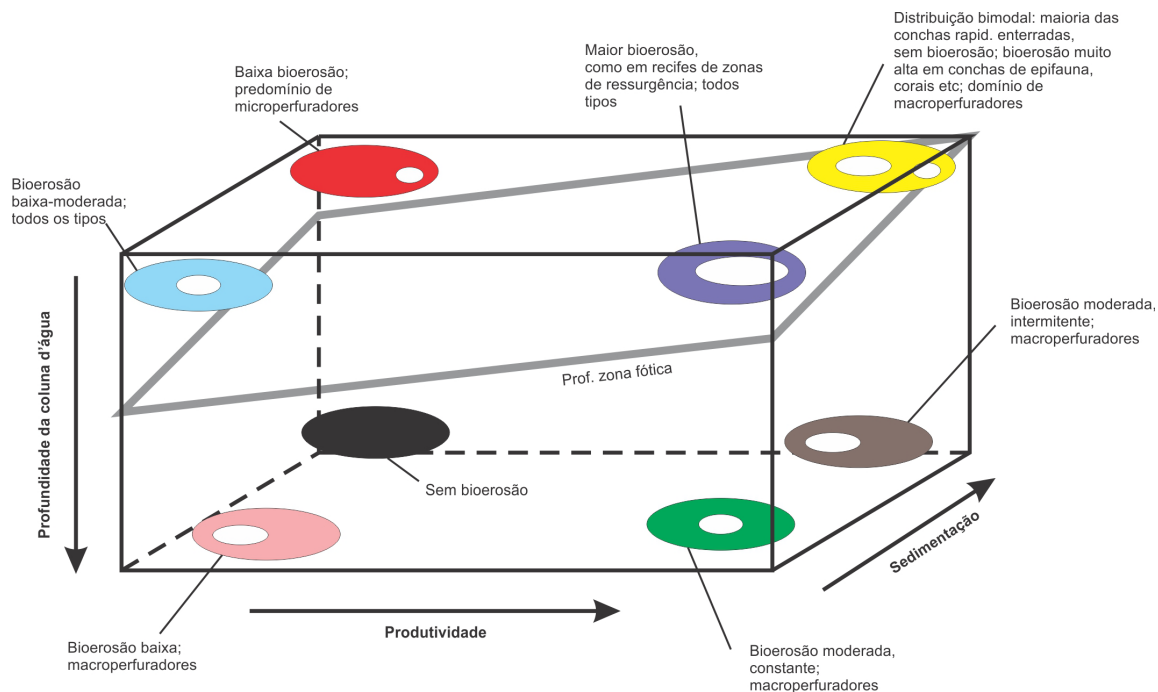 Distribuição bimodal: maioria das
conchas rapid. enterradas,
sem bioerosão; bioerosão muito
alta em conchas de epifauna,
corais etc; domínio de
macroperfuradores
Maior bioerosão,
como em recifes de zonas
de ressurgência; todos
tipos
Baixa bioerosão;
predomínio de
microperfuradores
Bioerosão
baixa-moderada;
todos os tipos
Bioerosão moderada,
intermitente;
macroperfuradores
Prof. zona fótica
Profundidade da coluna d'água
Sem bioerosão
Sedimentação
Produtividade
Bioerosão baixa;
macroperfuradores
Bioerosão moderada,
constante;
macroperfuradores